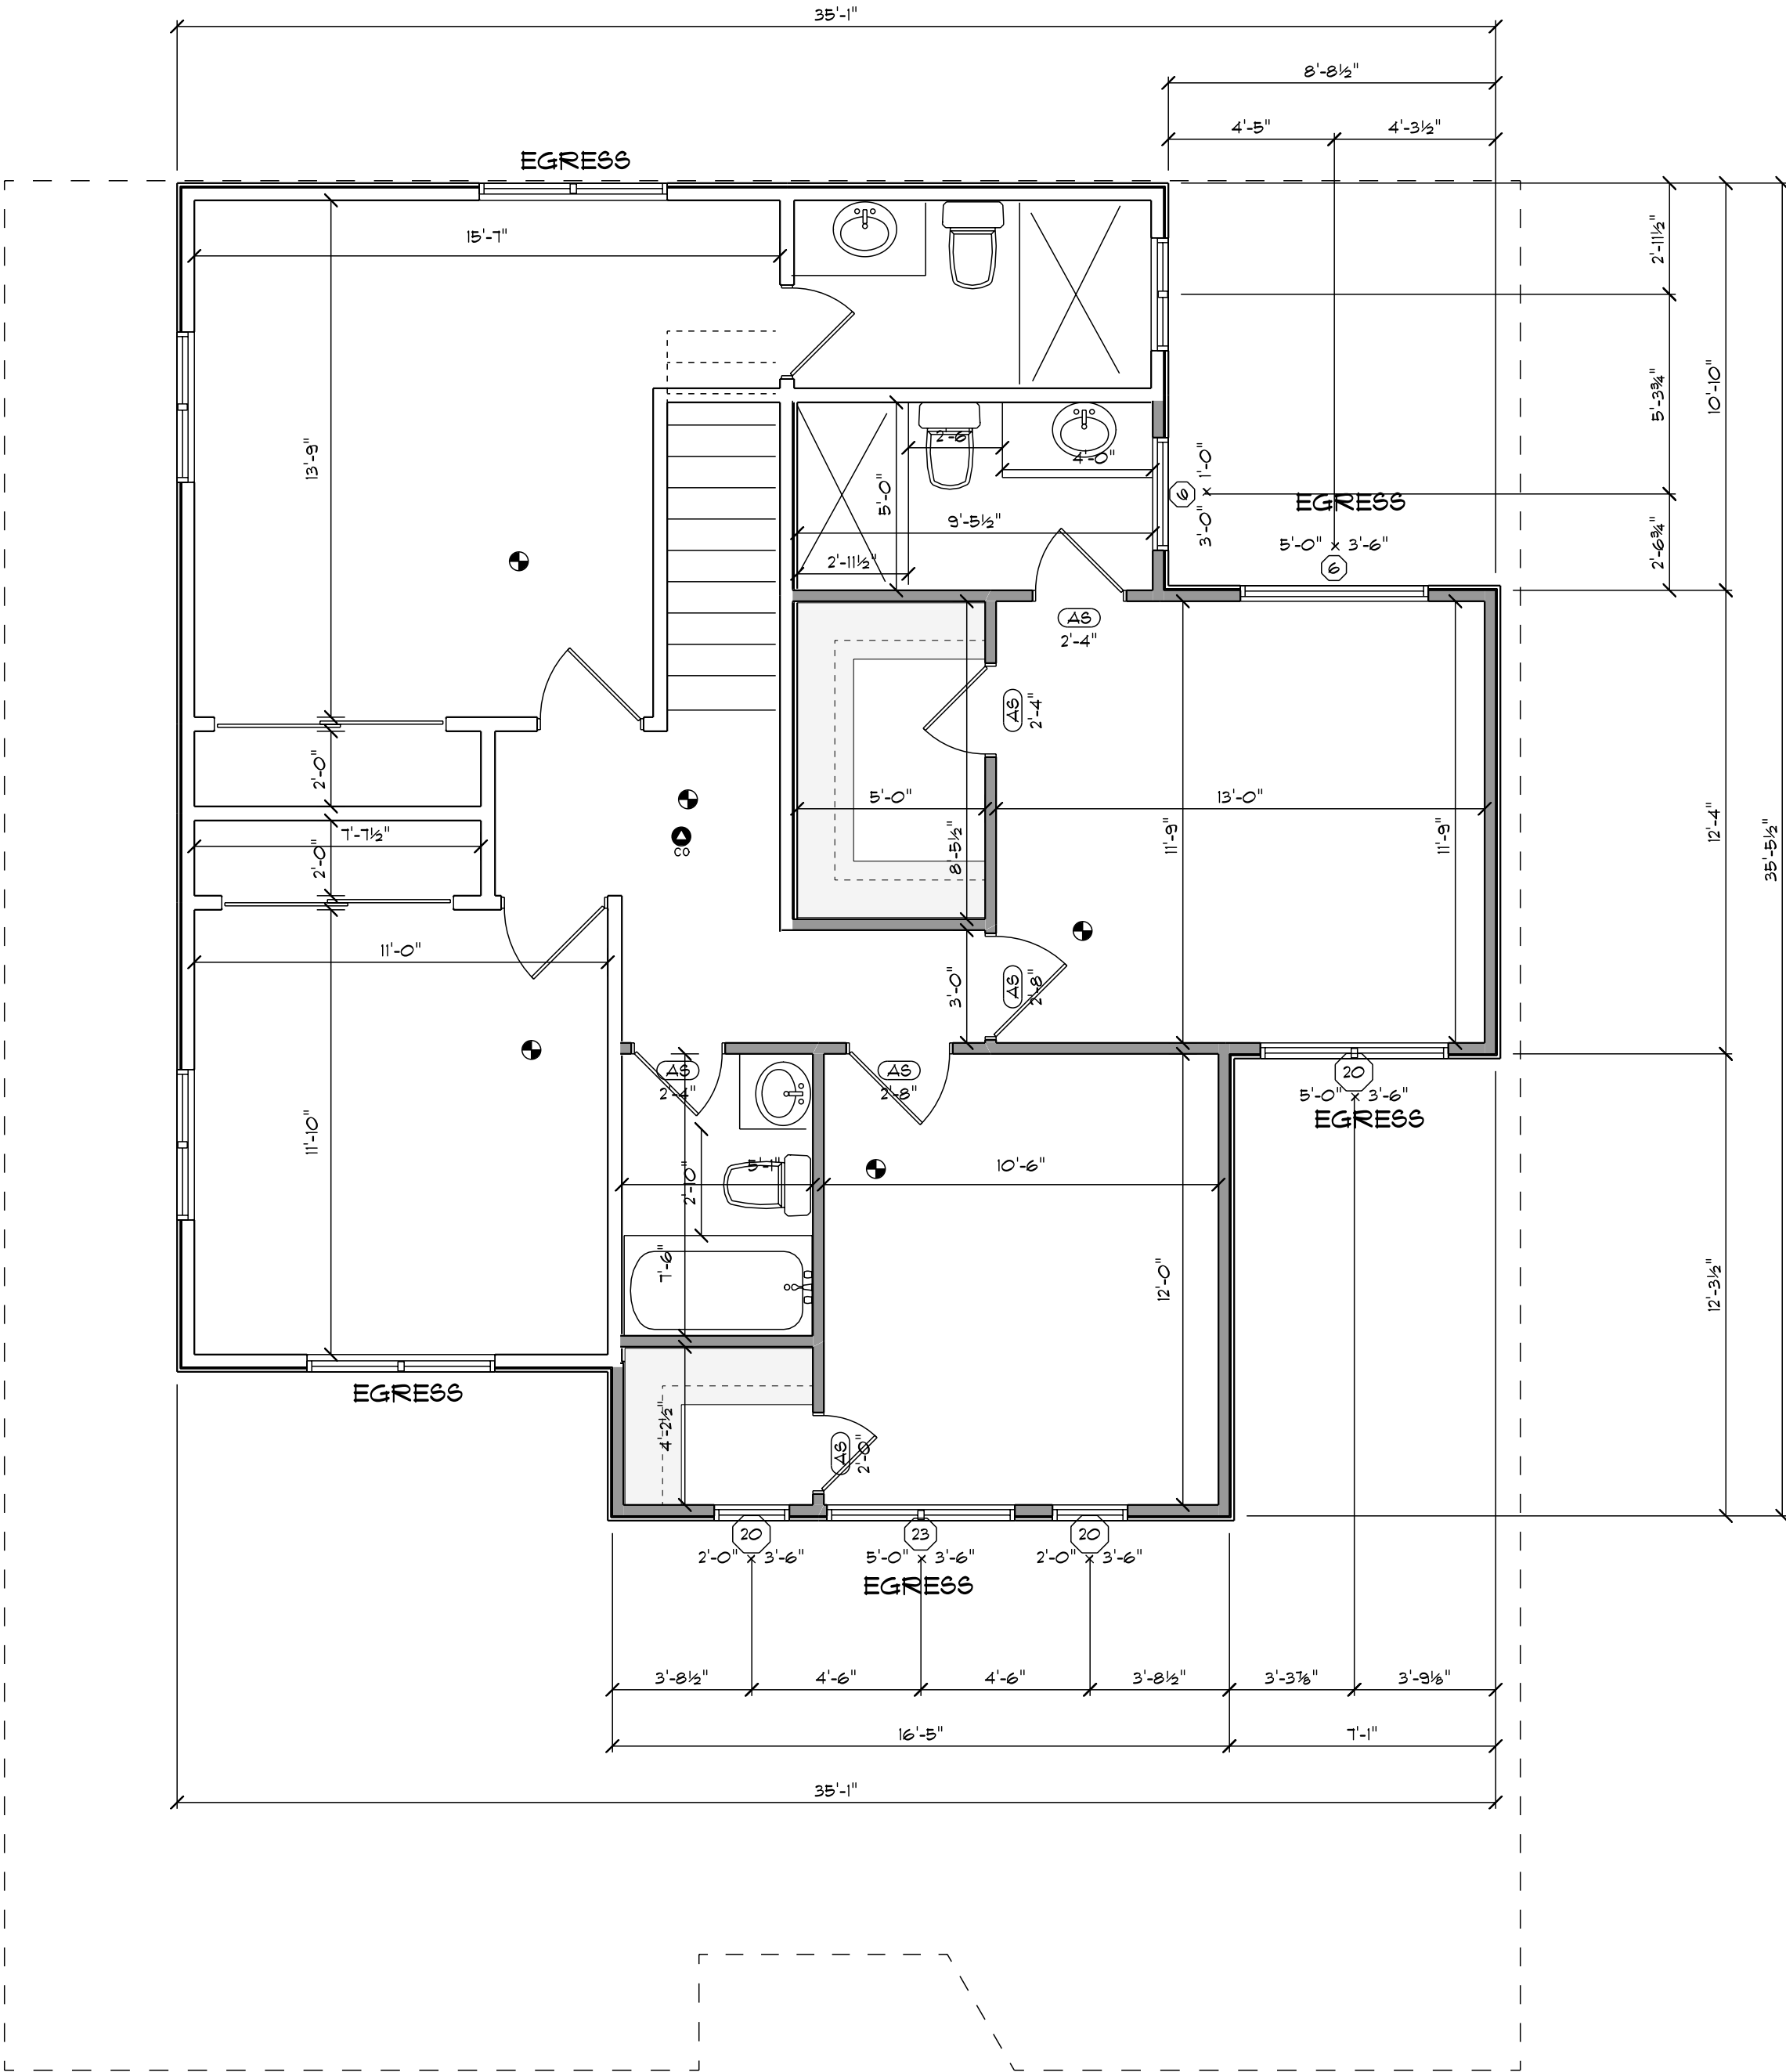 35'-1"
8'-8½"
4'-5" 4'-3½"
EGRESS
15'-7"
2'-11½"
13'-9"
5'-3¾"
10'-10"
2'-6"
4'-0"
5'-0"
9'-5½"
2'-11½"
6
3'-0" x 1'-0"
EGRESS
5'-0" x 3'-6"
6
2'-6¾"
AS
2'-4"
AS
2'-4"
2'-0"
5'-0"
13'-0"
7'-7½"
2'-0"
CO
8'-5½"
11'-9"
11'-9"
12'-4"
35'-5½"
11'-0"
3'-0"
AS
2'-8"
AS
2'-4"
AS
2'-8"
20
5'-0" x 3'-6"
EGRESS
11'-10"
5'-1"
2'-10"
10'-6"
7'-6"
12'-0"
12'-3½"
EGRESS
4'-2½"
AS
2'-0"
20
2'-0" x 3'-6"
23
5'-0" x 3'-6"
20
2'-0" x 3'-6"
EGRESS
3'-8½" 4'-6" 4'-6" 3'-8½" 3'-3⅞" 3'-9⅛"
16'-5" 7'-1"
35'-1"